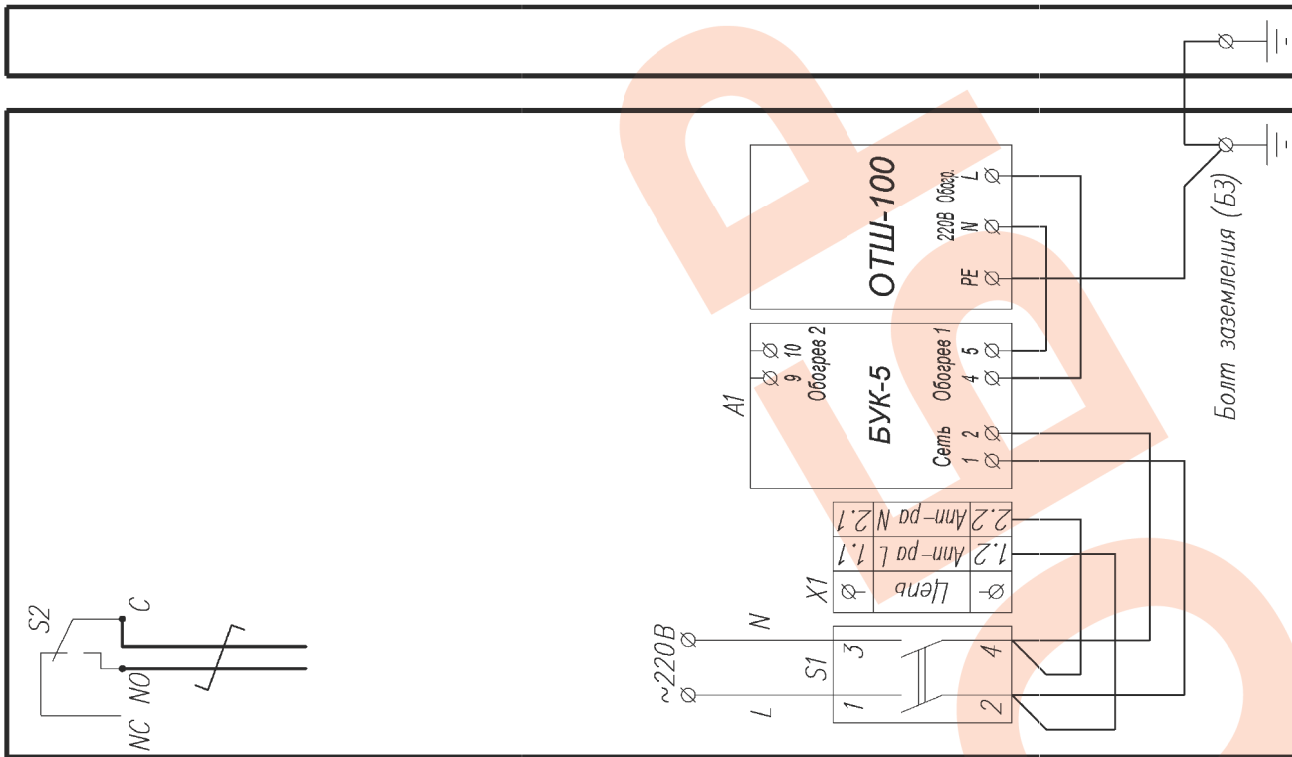 S2
NC NO
C
~220В
L
N
S1
1 3
2 4
X1
Цепь
1.1
Апп-ра L
1.2
2.1
Апп-ра N
2.2
A1
9 10
Обогрев 2
БУК-5
Сеть Обогрев 1
1 2 4 5
ОТШ-100
220В Обогр.
PE N L
Болт заземления (БЗ)